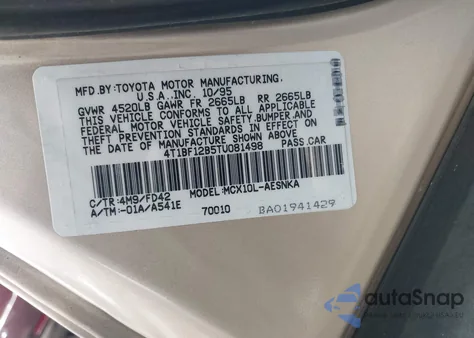 MFD.BY:TOYOTA MOTOR MANUFACTURING,
U.S.A.,INC. 10/95
GVWR 4520LB GAWR FR 2665LB RR 2665LB
THIS VEHICLE CONFORMS TO ALL APPLICABLE
FEDERAL MOTOR VEHICLE SAFETY,BUMPER,AND
THEFT PREVENTION STANDARDS IN EFFECT ON
THE DATE OF MANUFACTURE SHOWN ABOVE.
4T1BF12B5TU081498 PASS.CAR
C/TR:4M9/FD42 MODEL:MCX10L-AESNKA
A/TM:-01A/A541E 70010 BA01941429
autoSnap